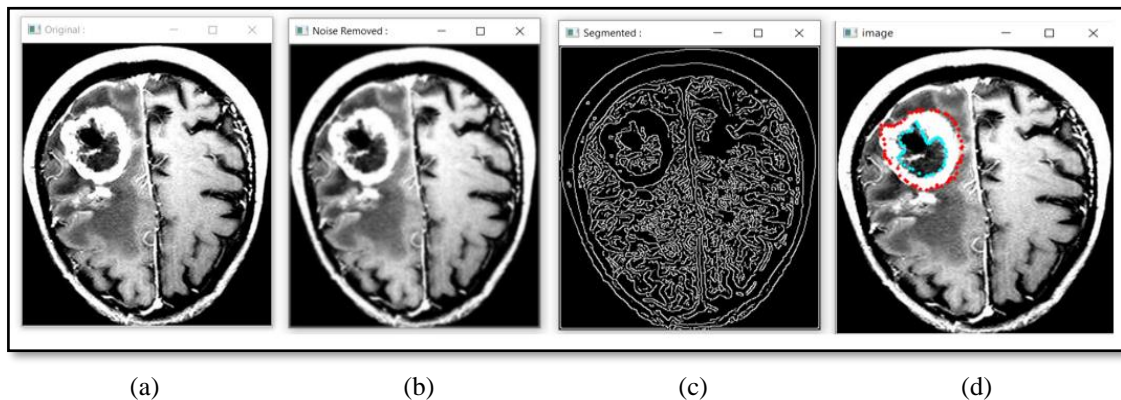 Original :
Noise Removed :
Segmented :
image
(a)
(b)
(c)
(d)